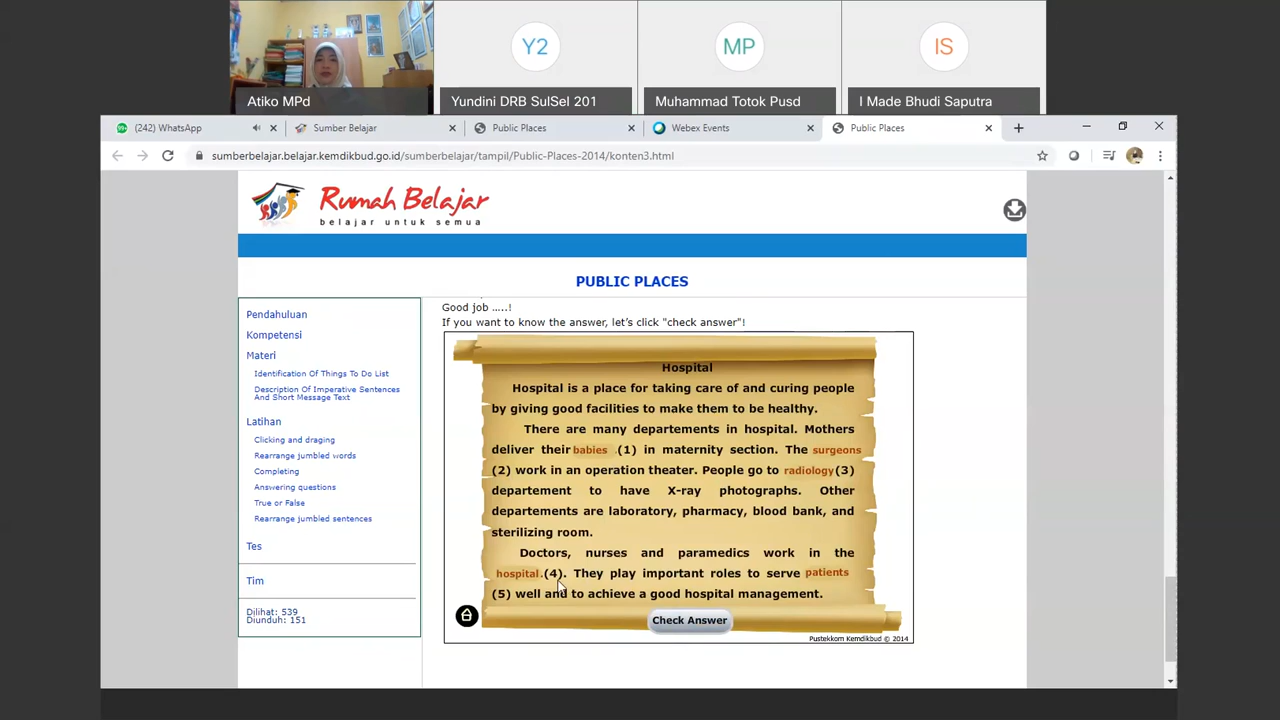 Y2
MP
IS
Atiko MPd
Yundini DRB SulSel 201
Muhammad Totok Pusd
I Made Bhudi Saputra
(242) WhatsApp
Sumber Belajar
Public Places
Webex Events
Public Places
sumberbelajar.belajar.kemdikbud.go.id/sumberbelajar/tampil/Public-Places-2014/konten3.html
Rumah Belajar
belajar untuk semua
PUBLIC PLACES
Pendahuluan
Kompetensi
Materi
Identification Of Things To Do List
Description Of Imperative Sentences
And Short Message Text
Latihan
Clicking and draging
Rearrange jumbled words
Completing
Answering questions
True or False
Rearrange jumbled sentences
Tes
Tim
Dilihat: 539
Diunduh: 151
Good job .....!
If you want to know the answer, let's click "check answer"!
Hospital
Hospital is a place for taking care of and curing people
by giving good facilities to make them to be healthy.
There are many departements in hospital. Mothers
deliver their babies .(1) in maternity section. The surgeons
(2) work in an operation theater. People go to radiology(3)
departement to have X-ray photographs. Other
departements are laboratory, pharmacy, blood bank, and
sterilizing room.
Doctors, nurses and paramedics work in the
hospital.(4). They play important roles to serve patients
(5) well and to achieve a good hospital management.
Check Answer
Pustekkom Kemdikbud © 2014